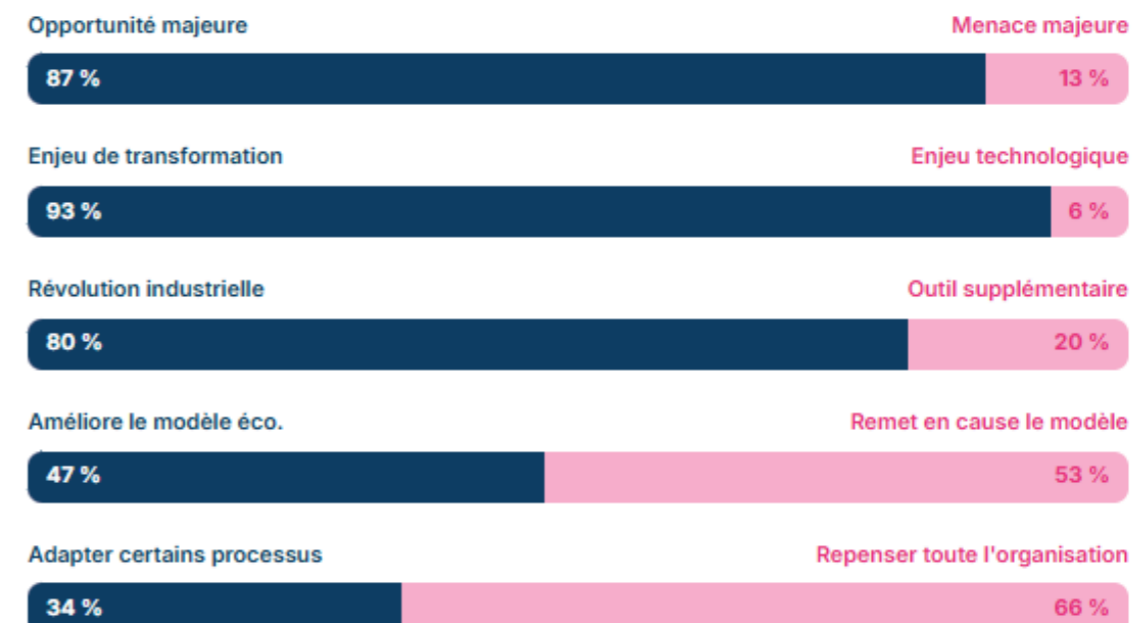 Opportunité majeure Menace majeure
87 % 13 %
Enjeu de transformation Enjeu technologique
93 % 6 %
Révolution industrielle Outil supplémentaire
80 % 20 %
Améliore le modèle éco. Remet en cause le modèle
47 % 53 %
Adapter certains processus Repenser toute l'organisation
34 % 66 %